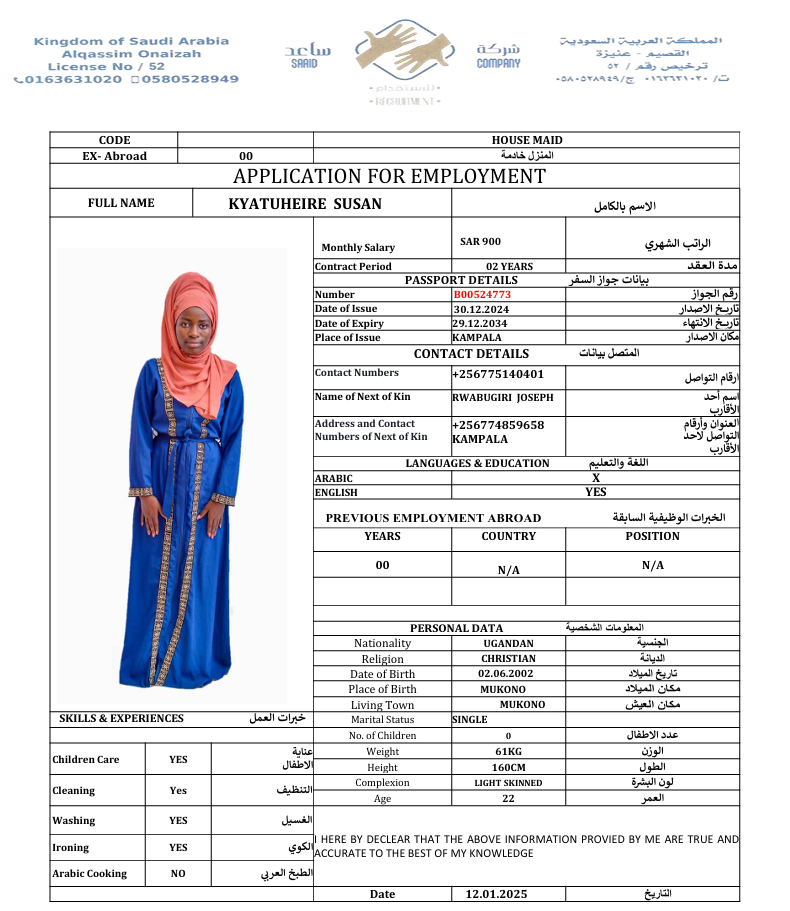 Kingdom of Saudi Arabia
Alqassim Onaizah
License No / 52
0163631020 0580528949
ساعد
SAAID
شركة
COMPANY
للاستقدام
RECRUITMENT
المملكة العربية السعودية
القصيم - عنيزة
ترخيص رقم / ٥٢
ت/ ٠١٦٣٦٣١٠٢٠ ج/ ٠٥٨٠٥٢٨٩٤٩
CODE HOUSE MAID
EX- Abroad 00 المنزل خادمة
APPLICATION FOR EMPLOYMENT
FULL NAME KYATUHEIRE SUSAN الاسم بالكامل
Monthly Salary SAR 900 الراتب الشهري
Contract Period 02 YEARS مدة العقد
PASSPORT DETAILS بيانات جواز السفر
Number B00524773 رقم الجواز
Date of Issue 30.12.2024 تاريخ الاصدار
Date of Expiry 29.12.2034 تاريخ الانتهاء
Place of Issue KAMPALA مكان الاصدار
CONTACT DETAILS المتصل بيانات
Contact Numbers +256775140401 ارقام التواصل
Name of Next of Kin RWABUGIRI JOSEPH اسم أحد
الأقارب
Address and Contact +256774859658 العنوان وأرقام
Numbers of Next of Kin KAMPALA التواصل لأحد
الأقارب
LANGUAGES & EDUCATION اللغة والتعليم
ARABIC X
ENGLISH YES
PREVIOUS EMPLOYMENT ABROAD الخبرات الوظيفية السابقة
YEARS COUNTRY POSITION
00 N/A N/A
PERSONAL DATA المعلومات الشخصية
Nationality UGANDAN الجنسية
Religion CHRISTIAN الديانة
Date of Birth 02.06.2002 تاريخ الميلاد
Place of Birth MUKONO مكان الميلاد
Living Town MUKONO مكان العيش
Marital Status SINGLE
No. of Children 0 عدد الاطفال
Weight 61KG الوزن
Height 160CM الطول
Complexion LIGHT SKINNED لون البشرة
Age 22 العمر
SKILLS & EXPERIENCES خبرات العمل
Children Care YES عناية
الاطفال
Cleaning Yes التنظيف
Washing YES الغسيل
Ironing YES الكوي
Arabic Cooking NO الطبخ العربي
I HERE BY DECLEAR THAT THE ABOVE INFORMATION PROVIED BY ME ARE TRUE AND
ACCURATE TO THE BEST OF MY KNOWLEDGE
Date 12.01.2025 التاريخ